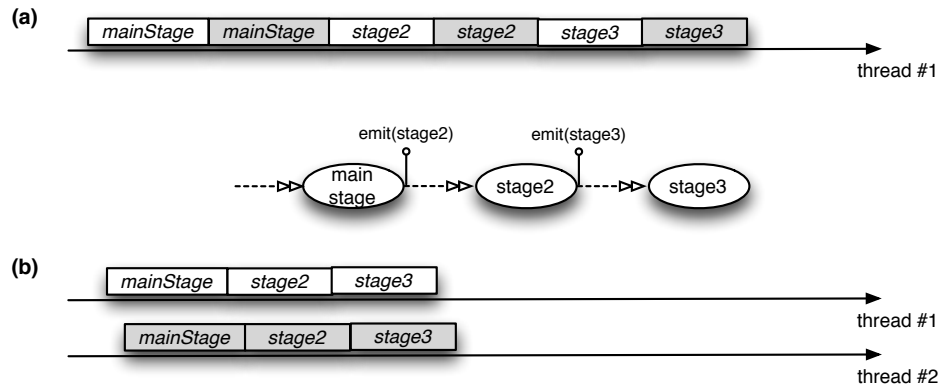 (a)
mainStage mainStage stage2 stage2 stage3 stage3
thread #1
emit(stage2) emit(stage3)
main
stage
stage2
stage3
(b)
mainStage stage2 stage3
thread #1
mainStage stage2 stage3
thread #2